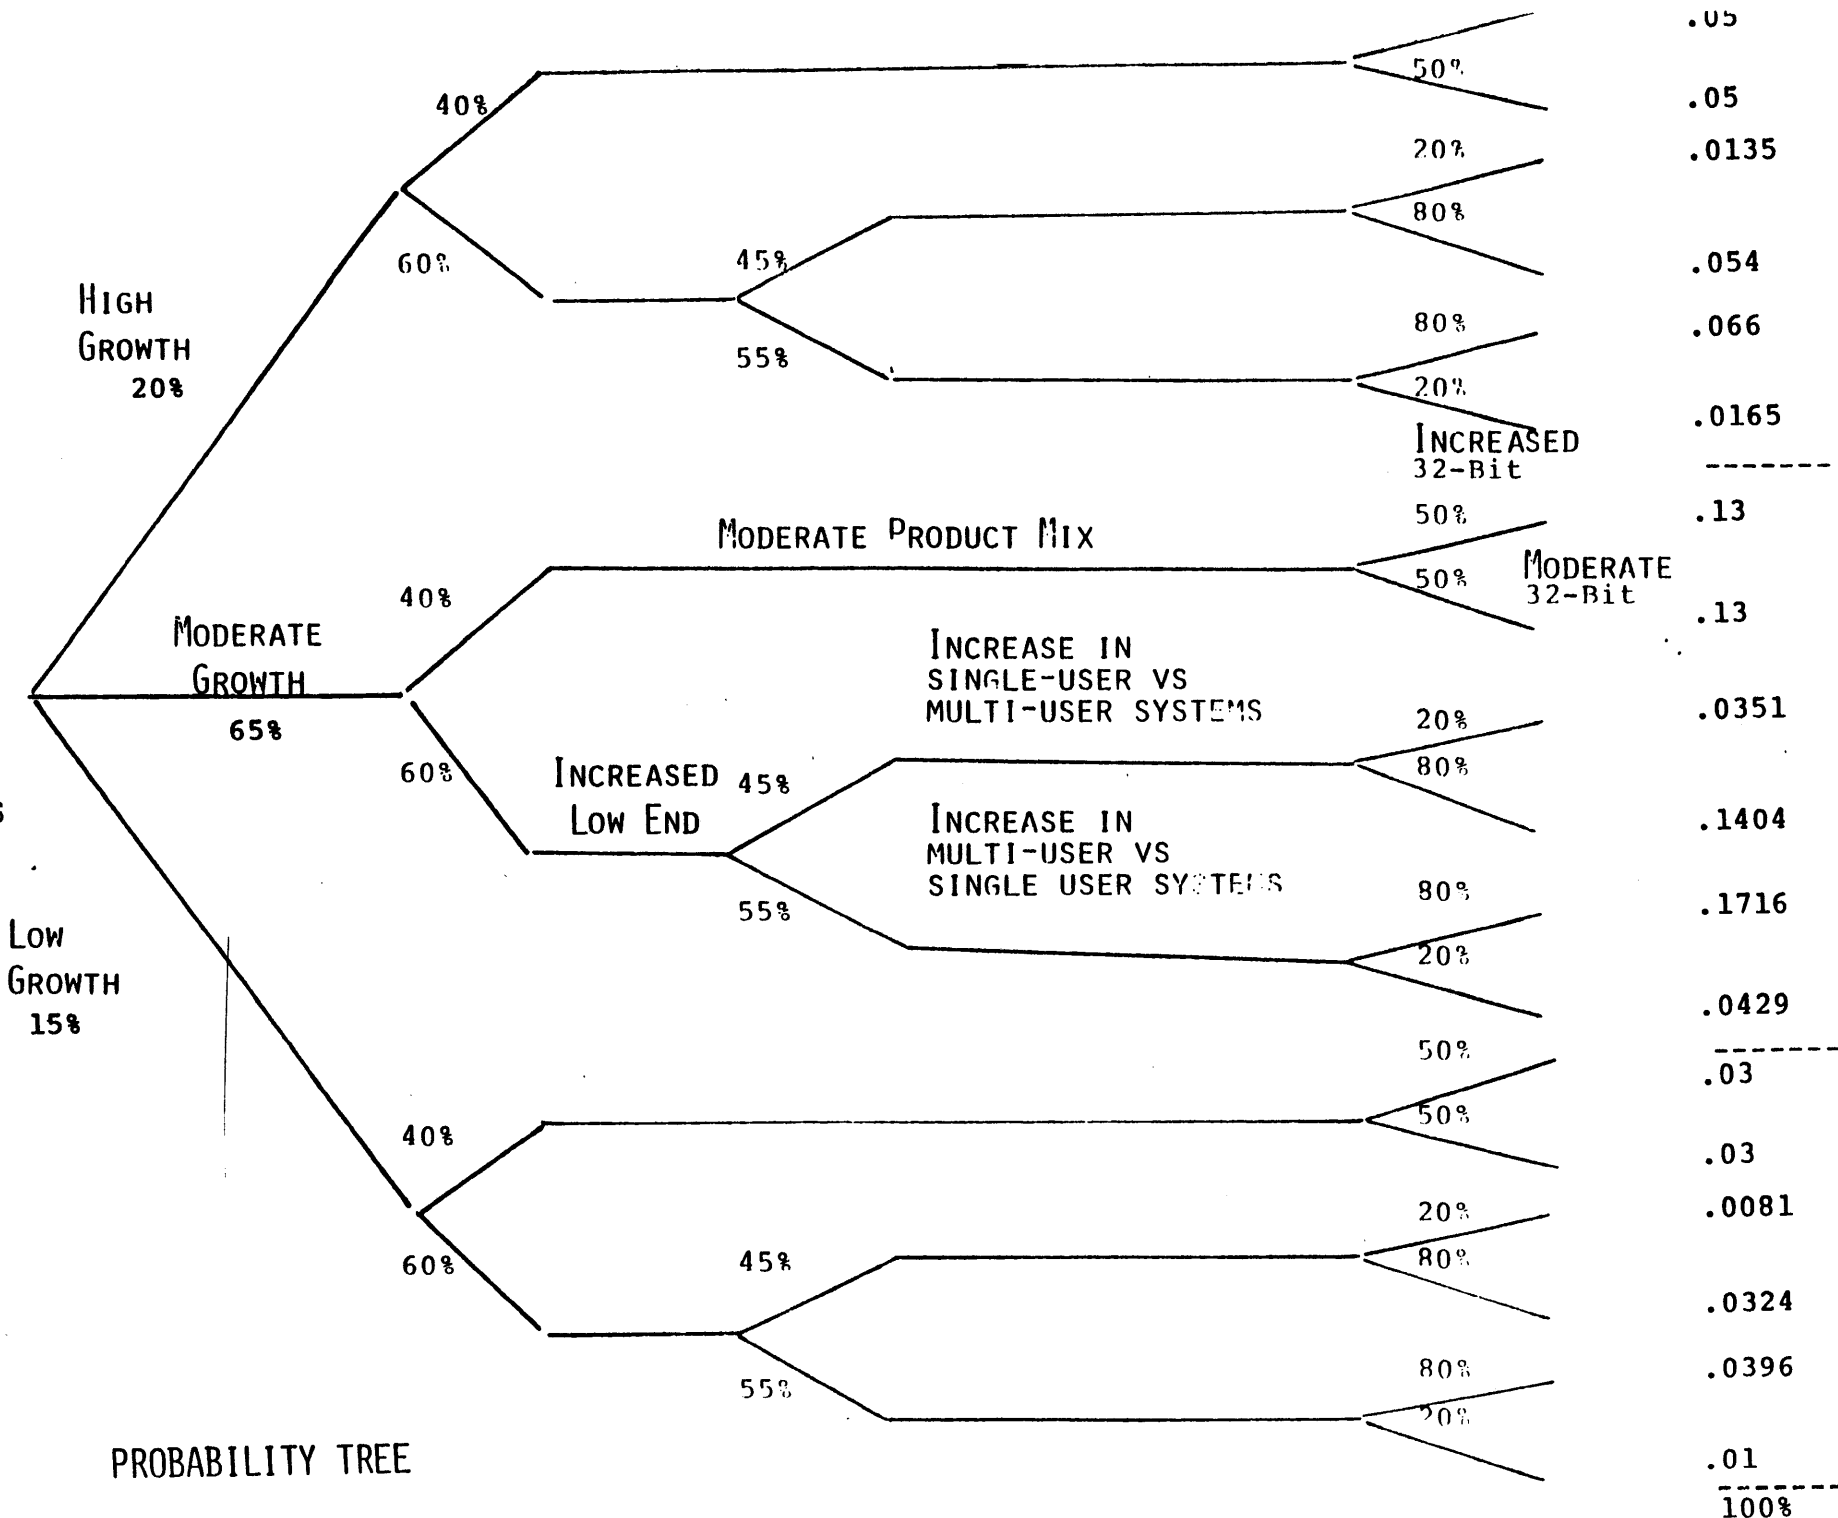 .05
50%
40%
.05
20%
.0135
80%
60%
45%
.054
HIGH
GROWTH
20%
80%
.066
55%
20%
.0165
INCREASED
32-Bit
-------
50%
.13
MODERATE PRODUCT MIX
40%
50%
MODERATE
32-Bit
.13
MODERATE
GROWTH
65%
INCREASE IN
SINGLE-USER VS
MULTI-USER SYSTEMS
20%
.0351
60%
80%
INCREASED
LOW END
45%
.1404
INCREASE IN
MULTI-USER VS
SINGLE USER SYSTEMS
55%
80%
.1716
20%
LOW
GROWTH
15%
.0429
50%
-------
.03
40%
50%
.03
20%
.0081
60%
45%
80%
.0324
55%
80%
.0396
20%
PROBABILITY TREE
.01
-------
100%